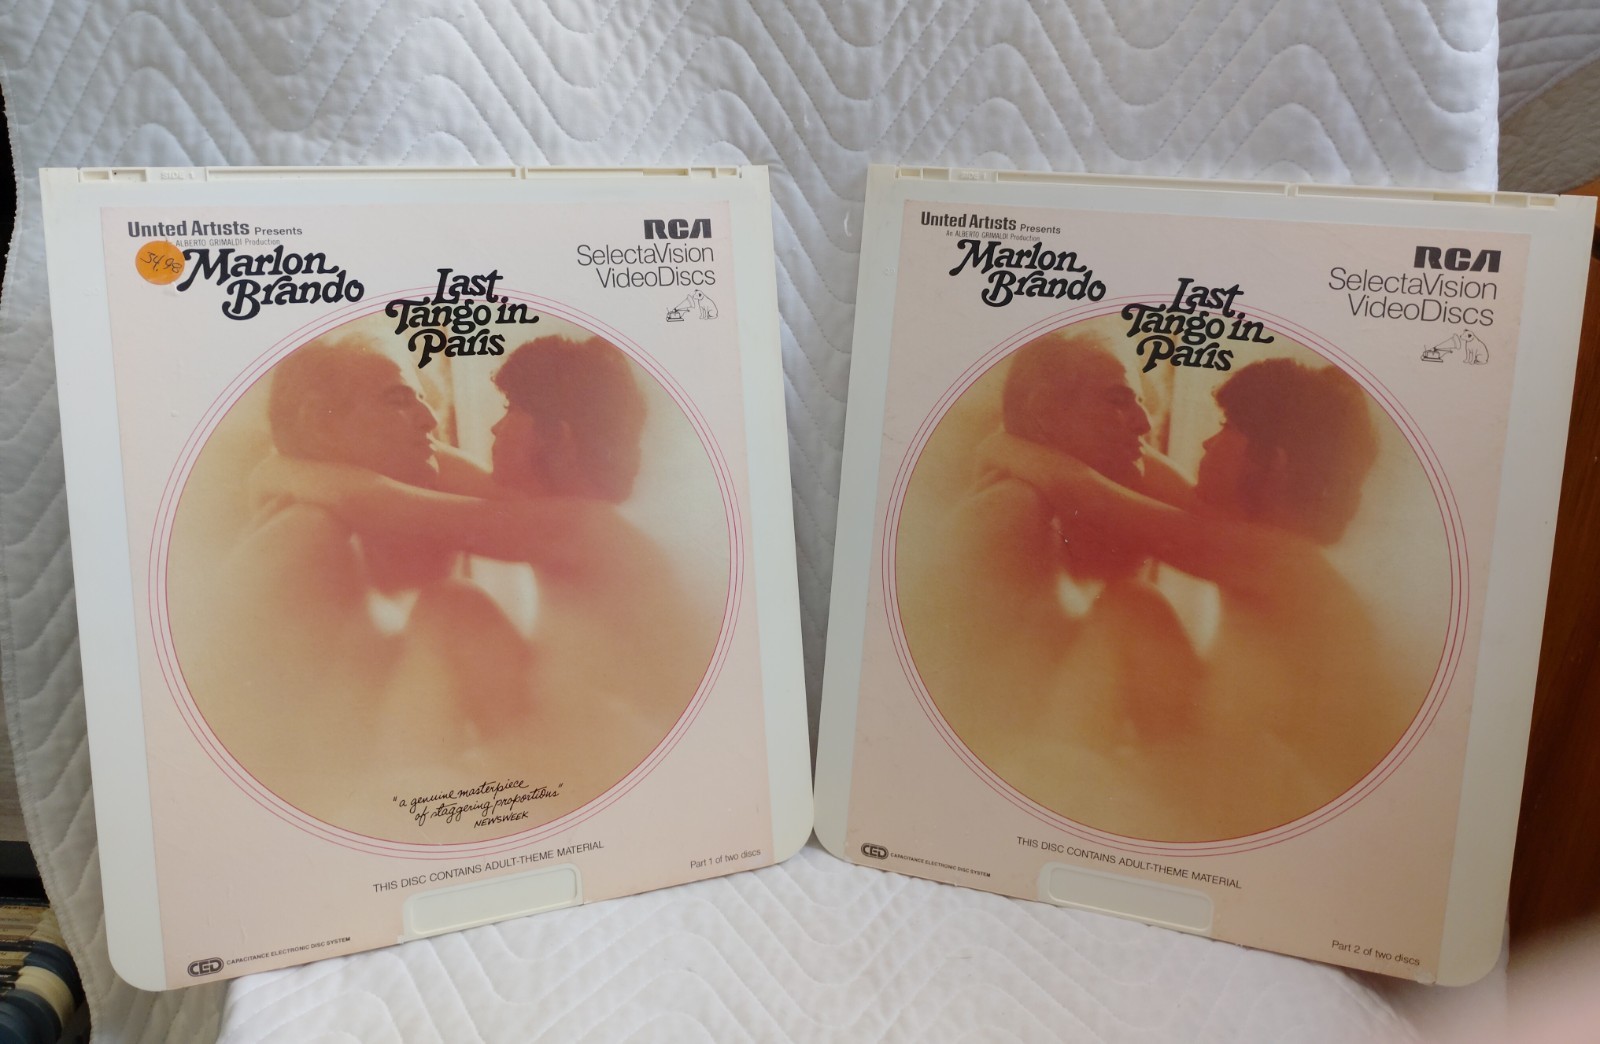 United Artists Presents
An ALBERTO GRIMALDI Production
34.98
Marlon
Brando
Last
Tango in
Paris
RCA
SelectaVision
VideoDiscs
"a genuine masterpiece
of staggering proportions"
NEWSWEEK
THIS DISC CONTAINS ADULT-THEME MATERIAL
Part 1 of two discs
CED CAPACITANCE ELECTRONIC DISC SYSTEM
SIDE 1
United Artists Presents
An ALBERTO GRIMALDI Production
Marlon
Brando
Last
Tango in
Paris
RCA
SelectaVision
VideoDiscs
THIS DISC CONTAINS ADULT-THEME MATERIAL
CED CAPACITANCE ELECTRONIC DISC SYSTEM
Part 2 of two discs